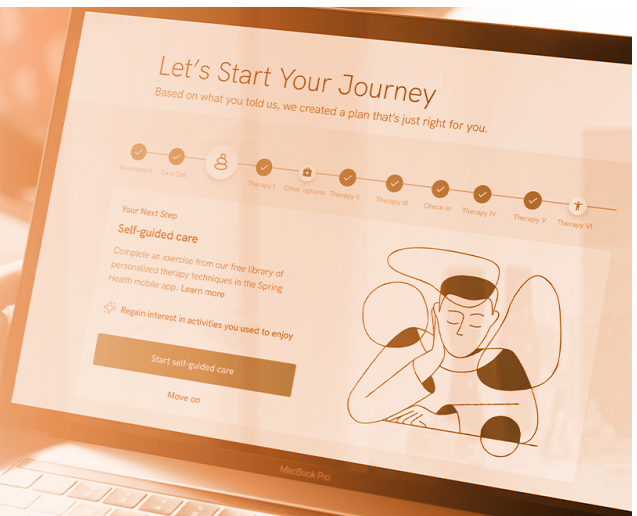 Let's Start Your Journey
Based on what you told us, we created a plan that's just right for you.
Assessment Care Call Therapy I Other options Therapy II Therapy III Check-in Therapy IV Therapy V Therapy VI
Your Next Step
Self-guided care
Complete an exercise from our free library of
personalized therapy techniques in the Spring
Health mobile app. Learn more
Regain interest in activities you used to enjoy
Start self-guided care
Move on
MacBook Pro